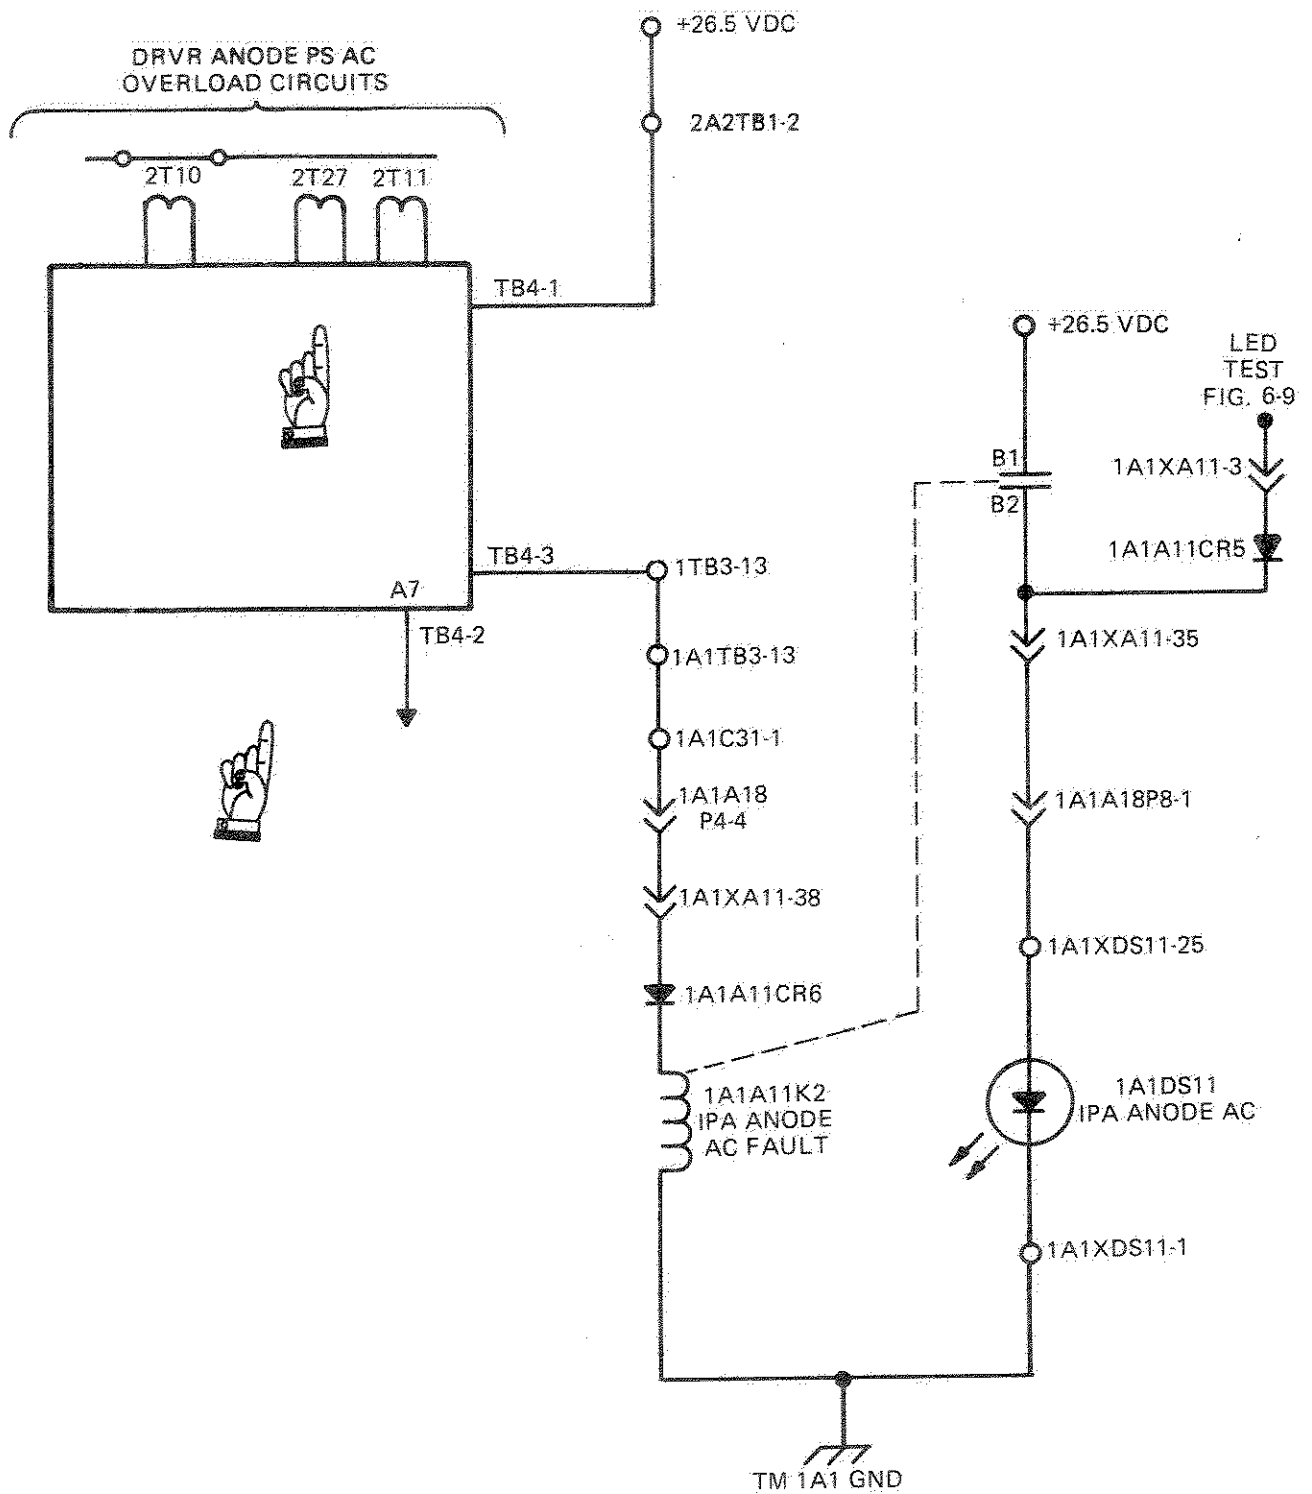 +26.5 VDC
DRVR ANODE PS AC
OVERLOAD CIRCUITS
2A2TB1-2
2T10
2T27
2T11
TB4-1
+26.5 VDC
LED
TEST
FIG. 6-9
B1
B2
1A1XA11-3
1A1A11CR5
TB4-3
1TB3-13
A7
TB4-2
1A1TB3-13
1A1XA11-35
1A1C31-1
1A1A18
P4-4
1A1A18P8-1
1A1XA11-38
1A1XDS11-25
1A1A11CR6
1A1A11K2
IPA ANODE
AC FAULT
1A1DS11
IPA ANODE AC
1A1XDS11-1
TM 1A1 GND